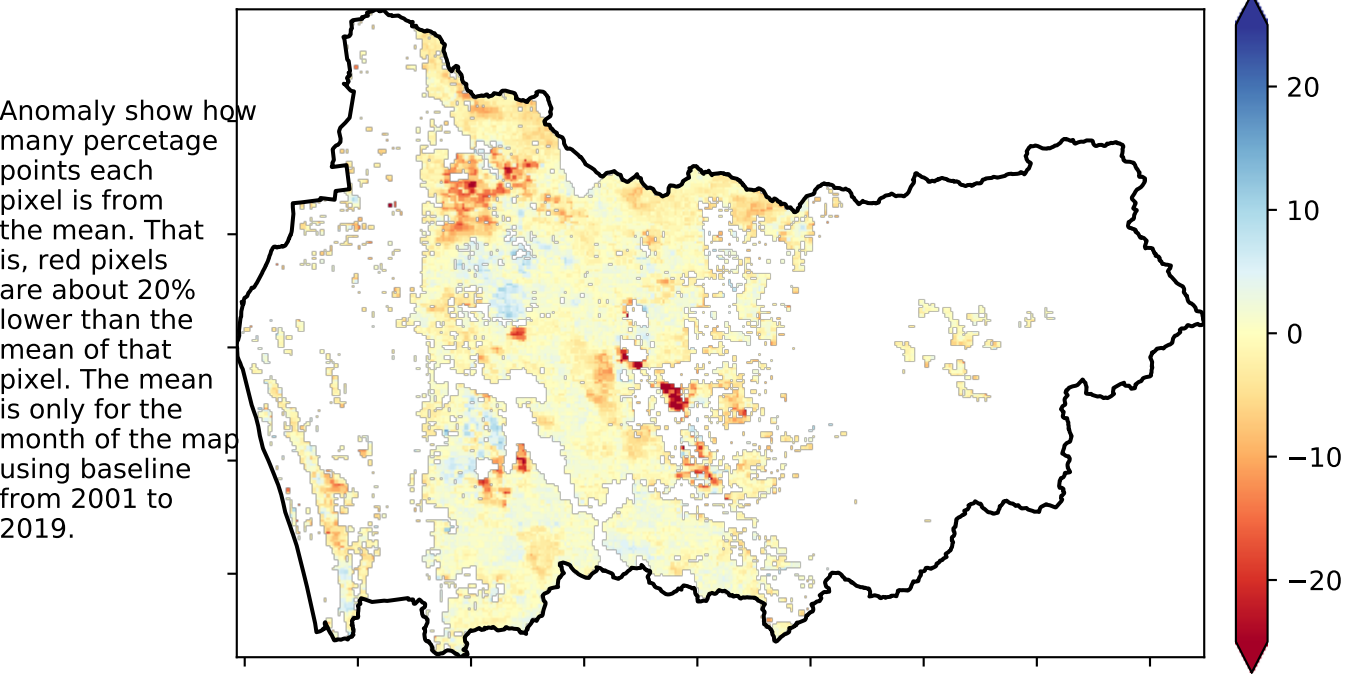 Anomaly show how
many percetage
points each
pixel is from
the mean. That
is, red pixels
are about 20%
lower than the
mean of that
pixel. The mean
is only for the
month of the map
using baseline
from 2001 to
2019.
20
10
0
−10
−20